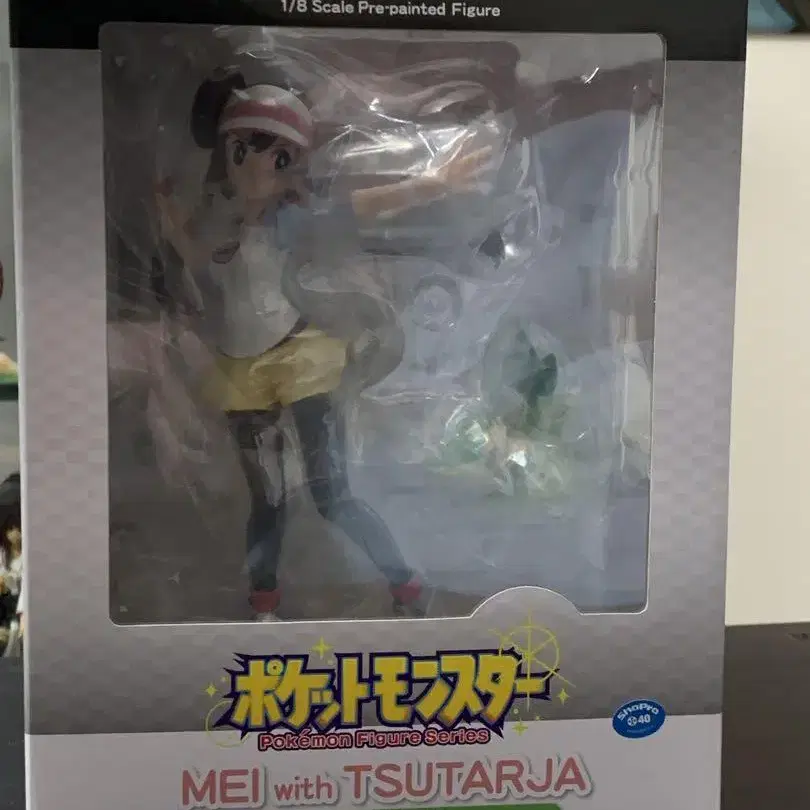 1/8 Scale Pre-painted Figure
ポケットモンスター
Pokémon Figure Series
ShoPro
40
MEI with TSUTARJA